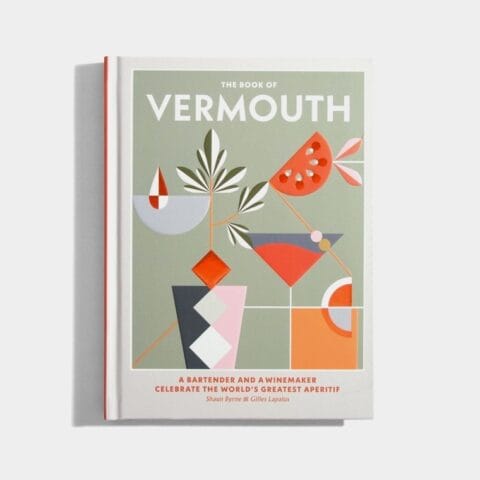 THE BOOK OF
VERMOUTH
A BARTENDER AND A WINEMAKER
CELEBRATE THE WORLD'S GREATEST APERITIF
Shaun Byrne & Gilles Lapalus